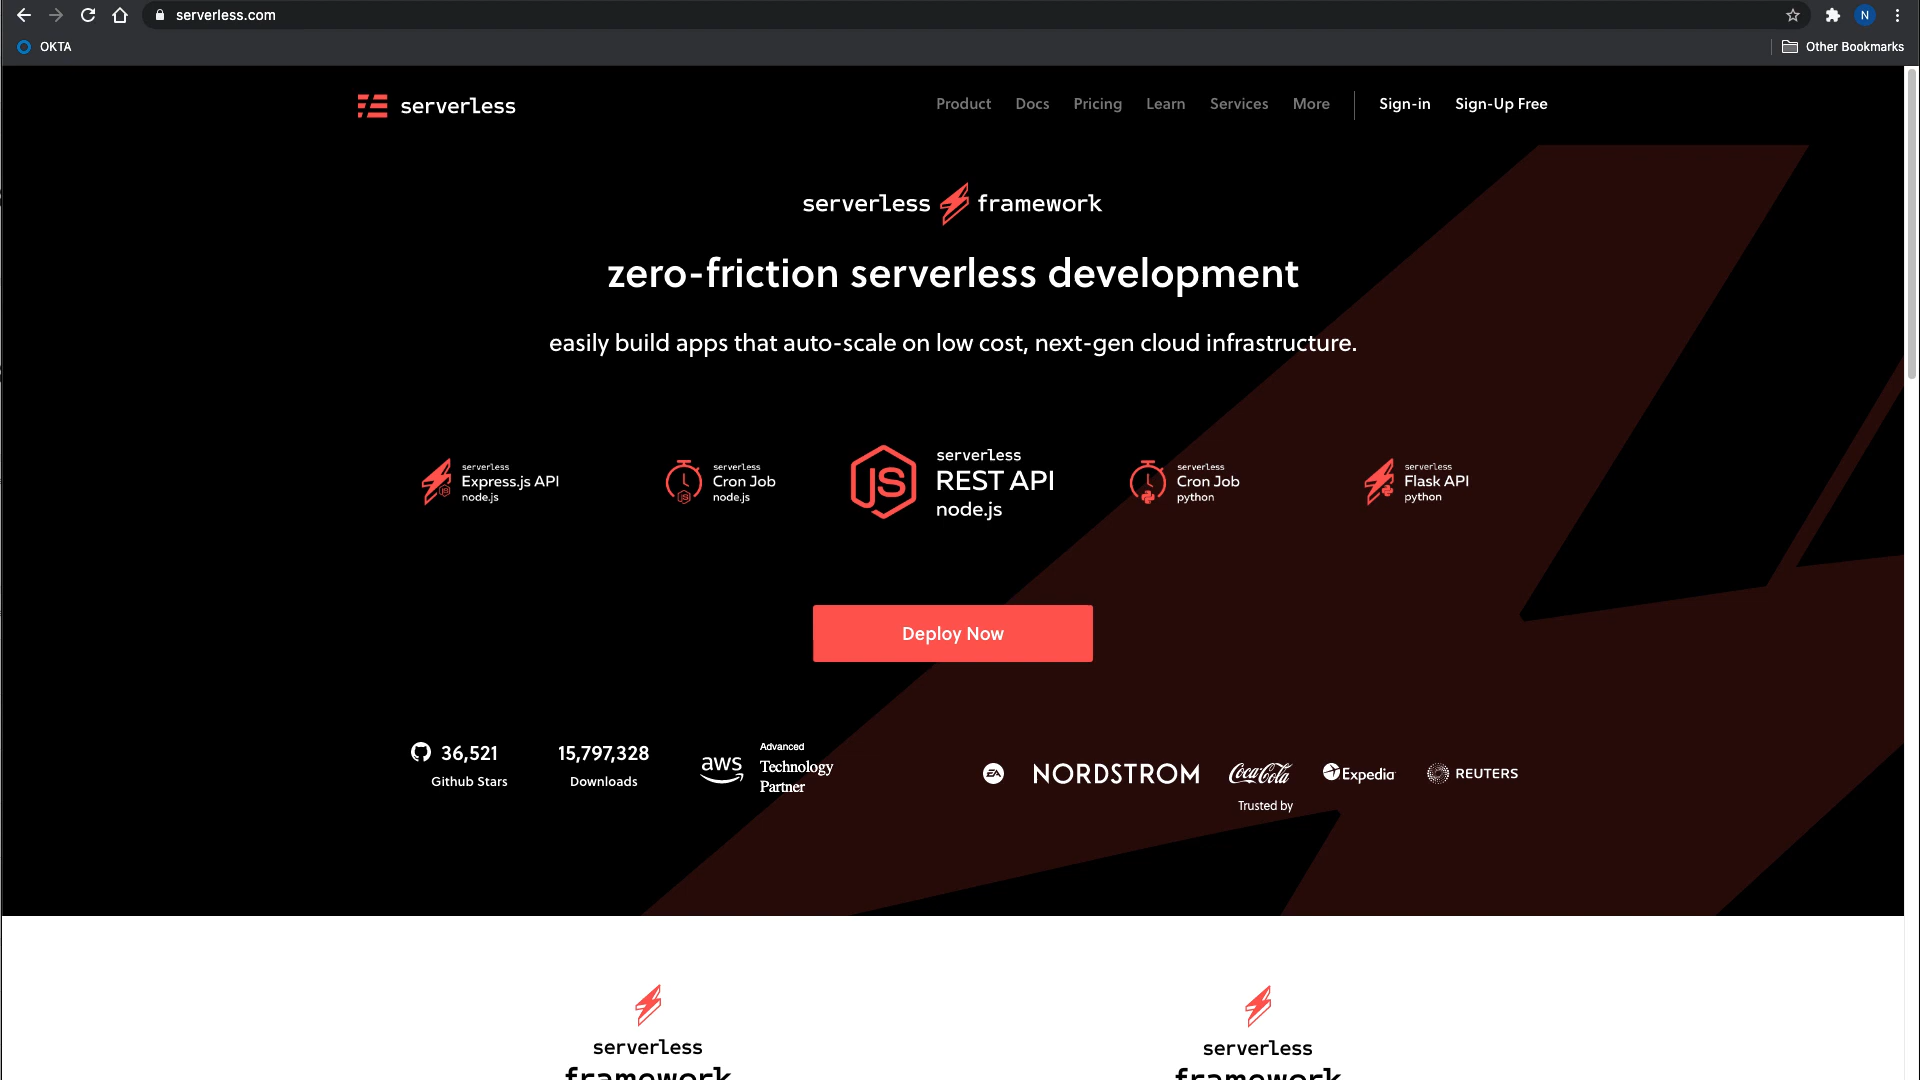 serverless.com
N
OKTA
Other Bookmarks
serverless
Product Docs Pricing Learn Services More Sign-in Sign-Up Free
serverless framework
zero-friction serverless development
easily build apps that auto-scale on low cost, next-gen cloud infrastructure.
serverless
Express.js API
node.js
serverless
Cron Job
node.js
JS
serverless
REST API
node.js
serverless
Cron Job
python
serverless
Flask API
python
Deploy Now
36,521
Github Stars
15,797,328
Downloads
aws
Advanced
Technology
Partner
EA NORDSTROM Coca-Cola Expedia REUTERS
Trusted by
serverless
framework
serverless
framework